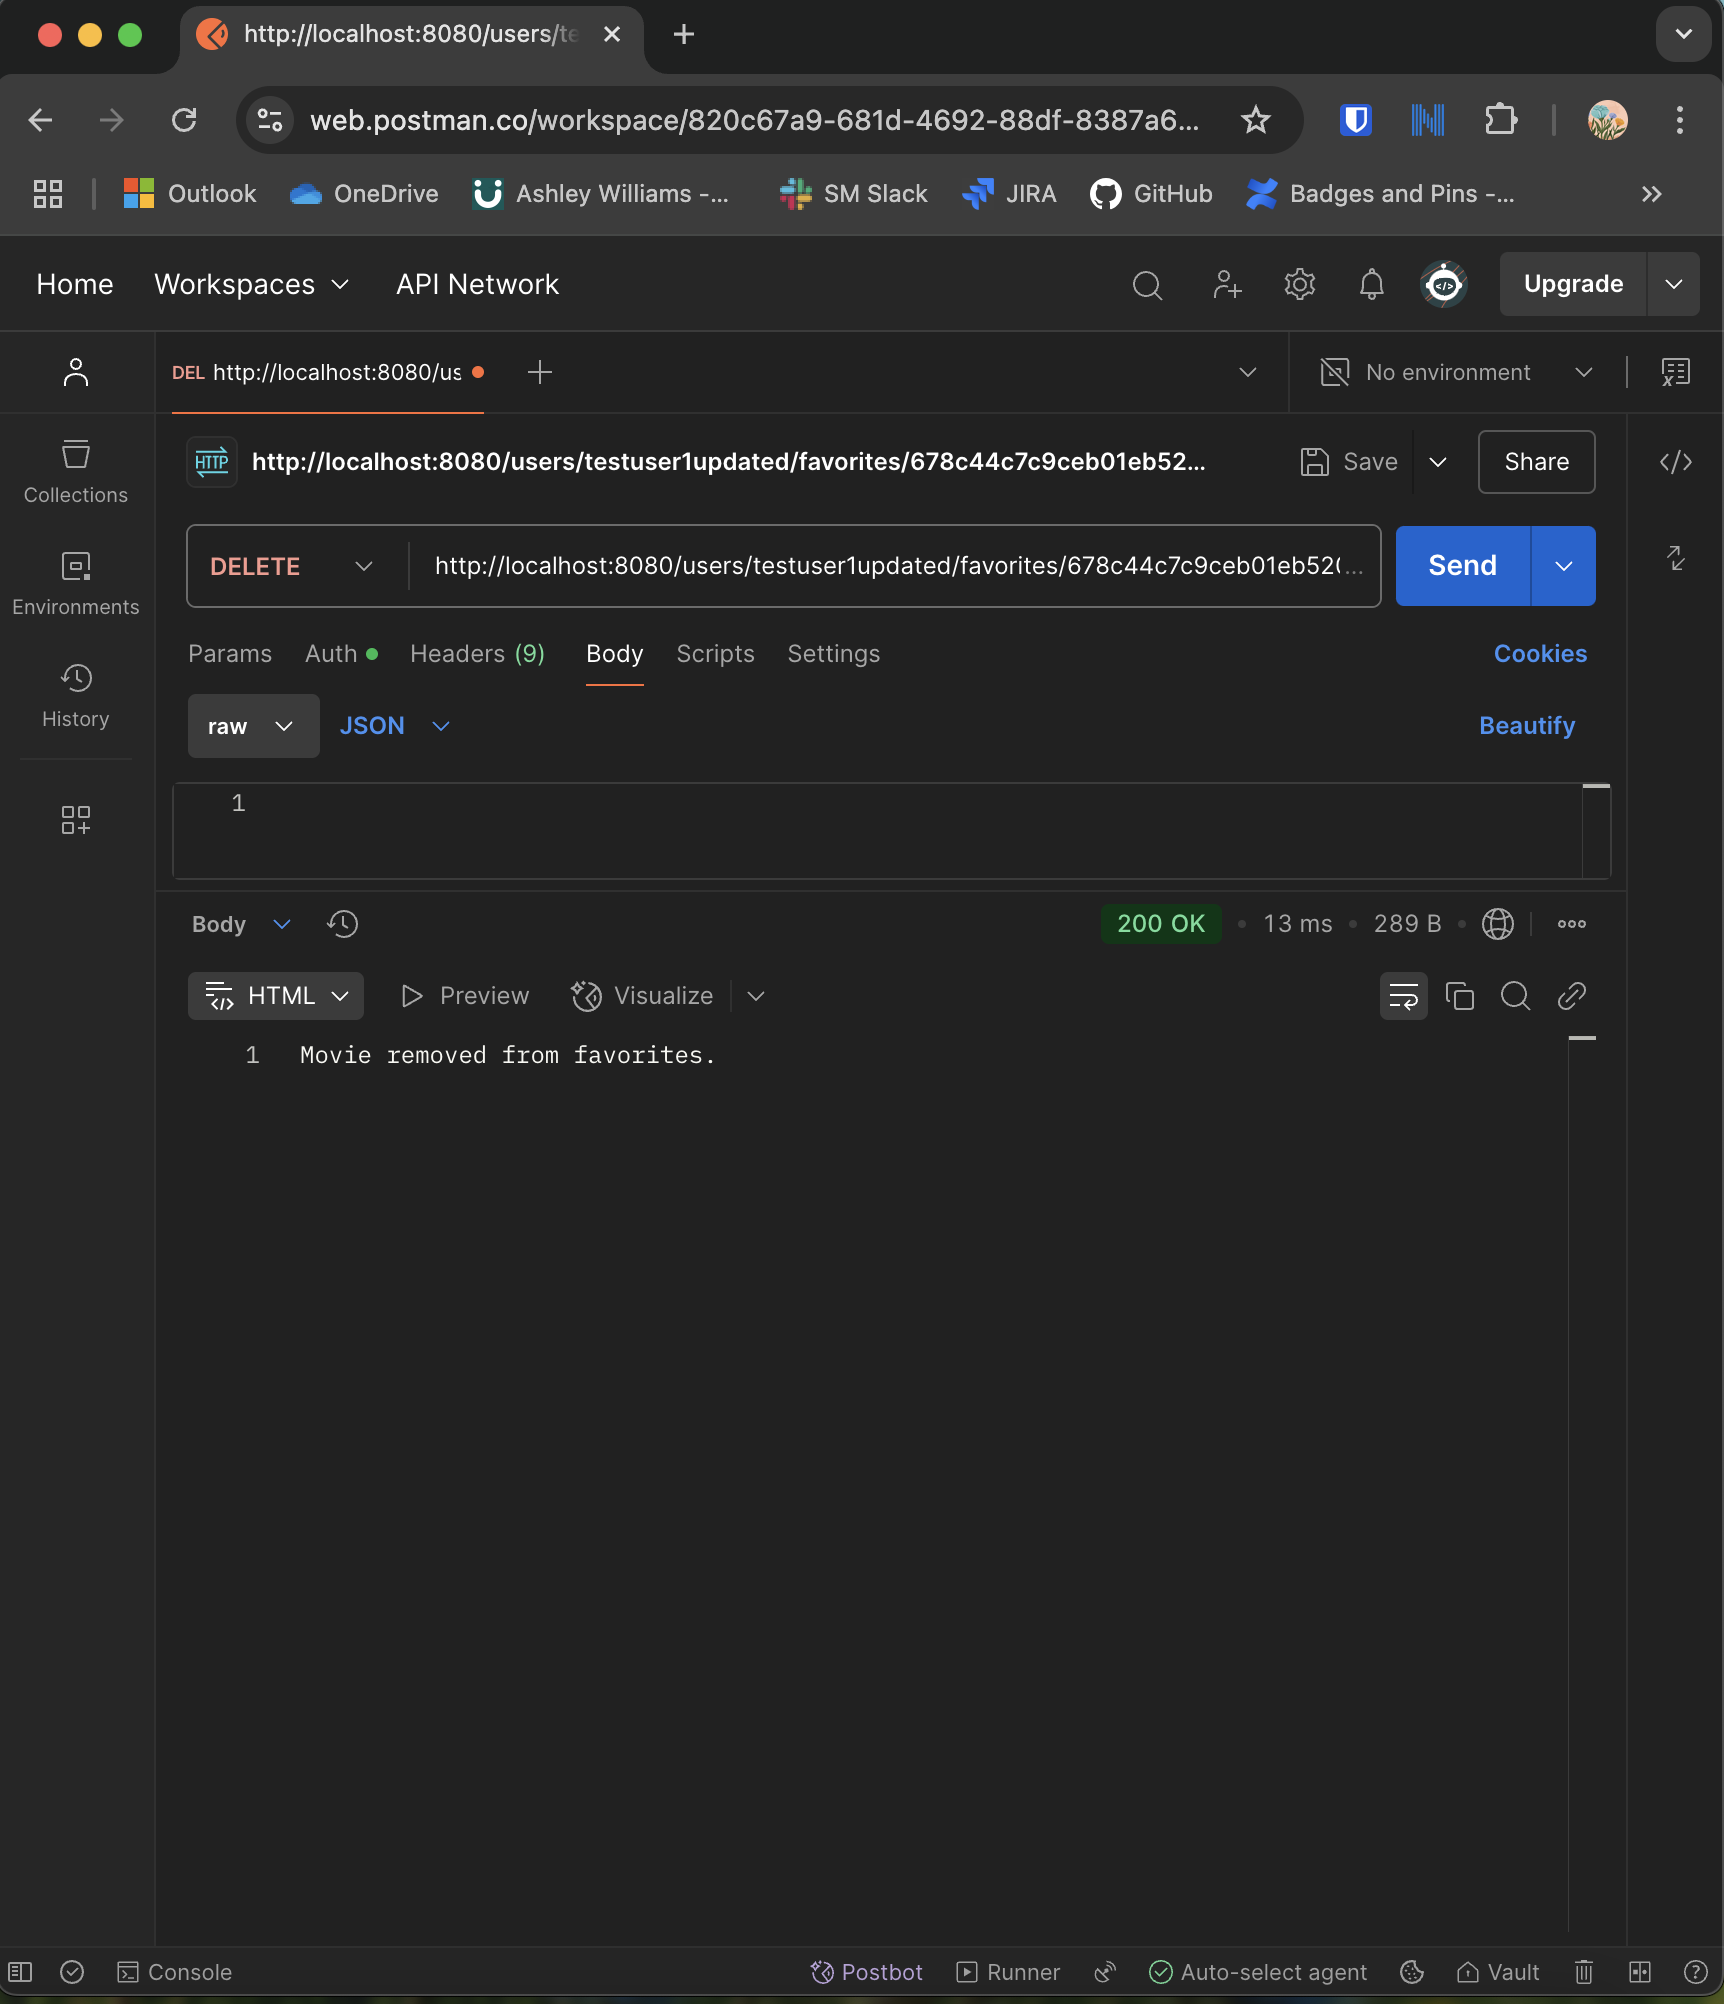 http://localhost:8080/users/te
web.postman.co/workspace/820c67a9-681d-4692-88df-8387a6...
Outlook OneDrive Ashley Williams -... SM Slack JIRA GitHub Badges and Pins -...
Home Workspaces API Network Upgrade
DEL http://localhost:8080/us No environment
HTTP http://localhost:8080/users/testuser1updated/favorites/678c44c7c9ceb01eb52... Save Share
Collections
DELETE http://localhost:8080/users/testuser1updated/favorites/678c44c7c9ceb01eb520... Send
Environments
Params Auth Headers (9) Body Scripts Settings Cookies
History
raw JSON Beautify
1
Body 200 OK • 13 ms • 289 B •
HTML Preview Visualize
1 Movie removed from favorites.
Console Postbot Runner Auto-select agent Vault